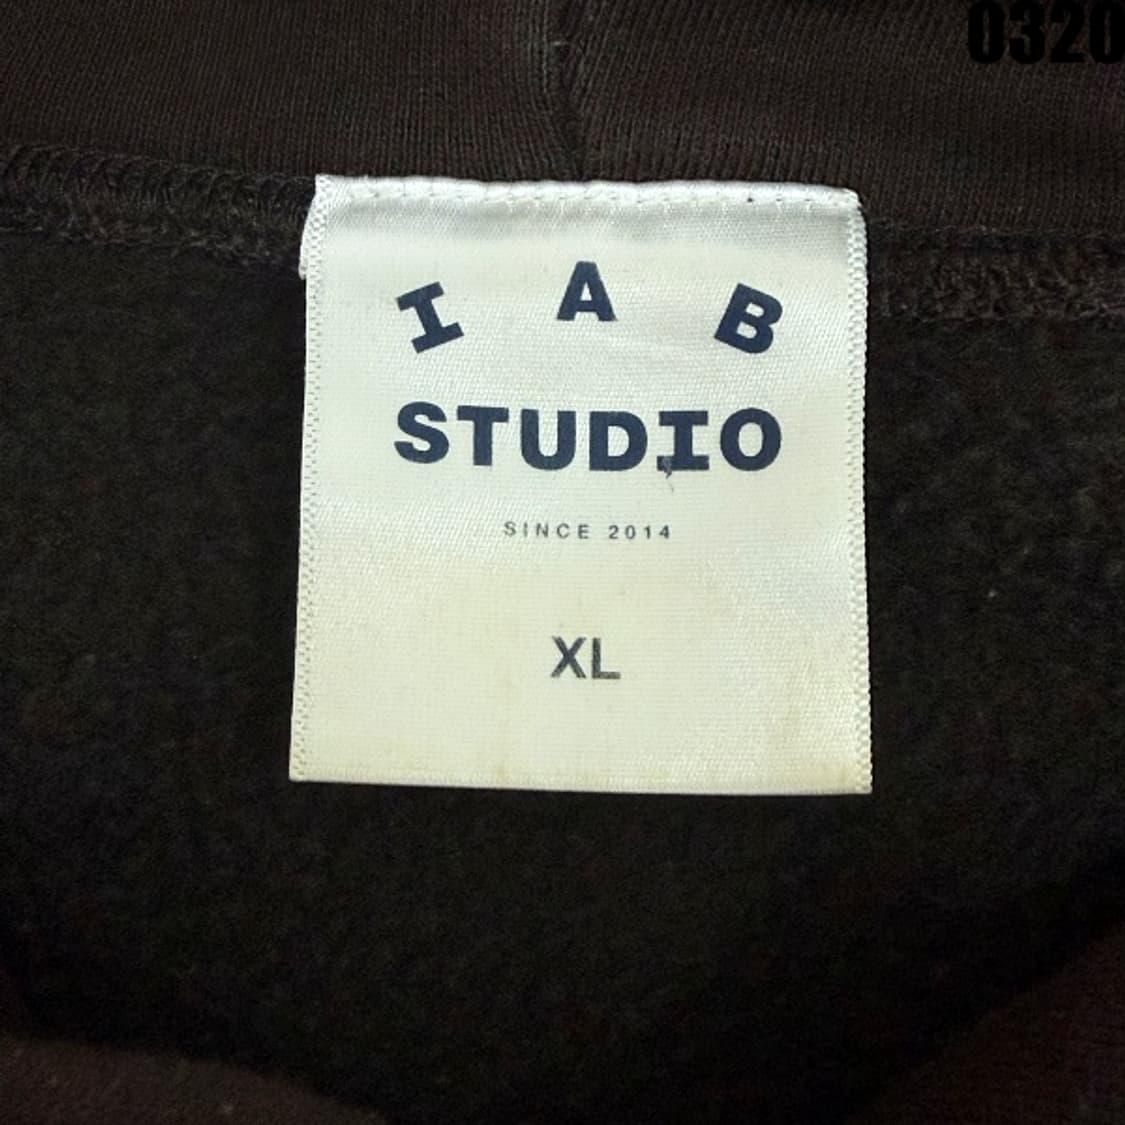 0320
I A B
STUDIO
SINCE 2014
XL